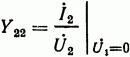 Y₂₂ = İ₂/U̇₂ |U̇₁=0